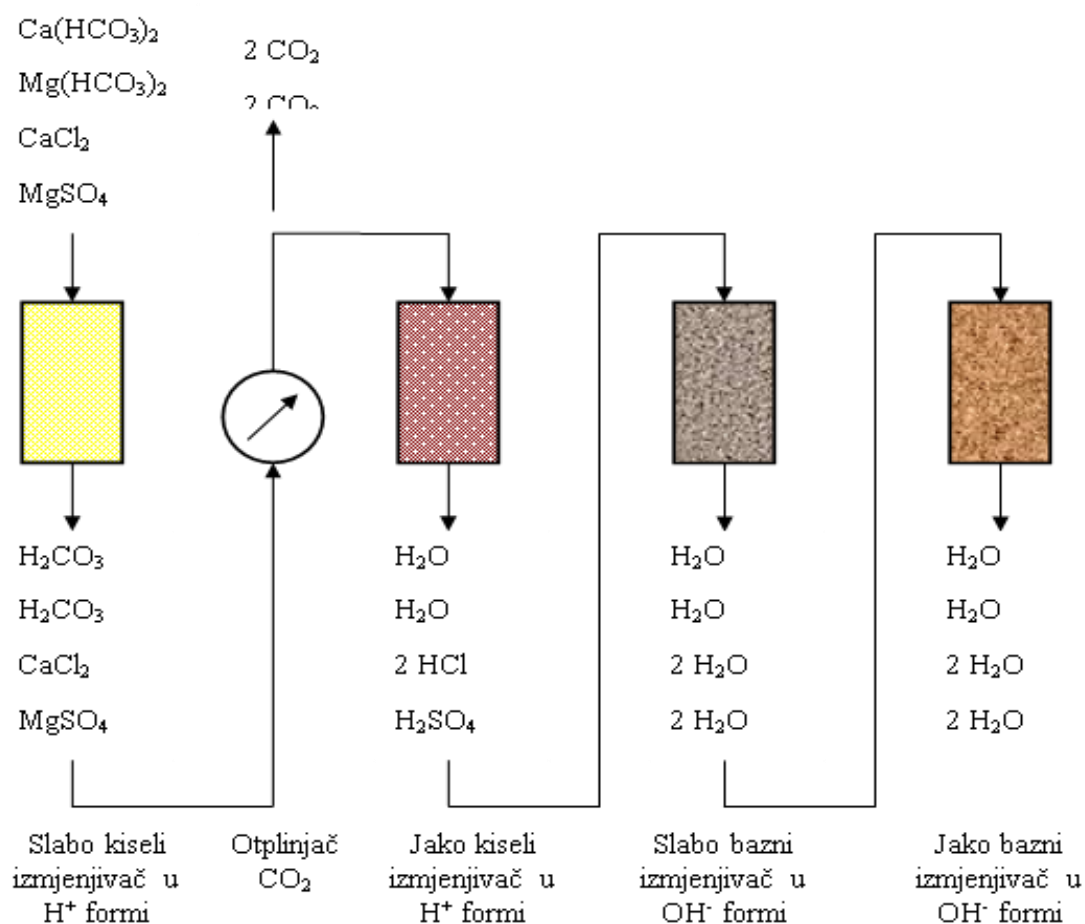 Ca(HCO₃)₂
Mg(HCO₃)₂
CaCl₂
MgSO₄
2 CO₂
2 CO₂
H₂CO₃
H₂CO₃
CaCl₂
MgSO₄
H₂O
H₂O
2 HCl
H₂SO₄
H₂O
H₂O
2 H₂O
2 H₂O
H₂O
H₂O
2 H₂O
2 H₂O
Slabo kiseli
izmjenjivač u
H⁺ formi
Otplinjač
CO₂
Jako kiseli
izmjenjivač u
H⁺ formi
Slabo bazni
izmjenjivač u
OH⁻ formi
Jako bazni
izmjenjivač u
OH⁻ formi